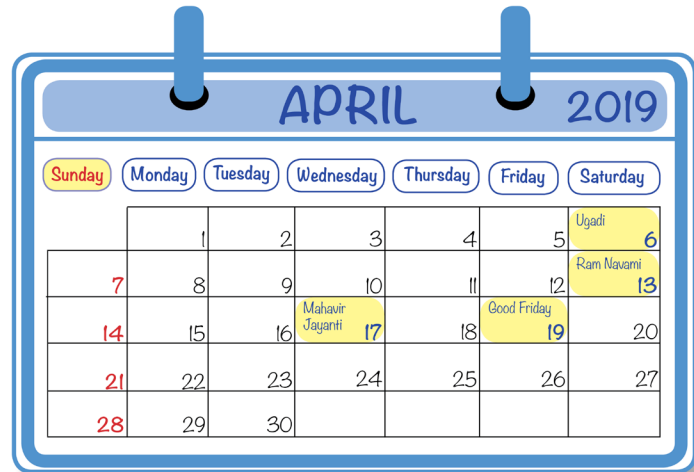 APRIL 2019
Sunday Monday Tuesday Wednesday Thursday Friday Saturday
Ugadi
1 2 3 4 5 6
Ram Navami
7 8 9 10 11 12 13
Mahavir Good Friday
Jayanti
14 15 16 17 18 19 20
21 22 23 24 25 26 27
28 29 30